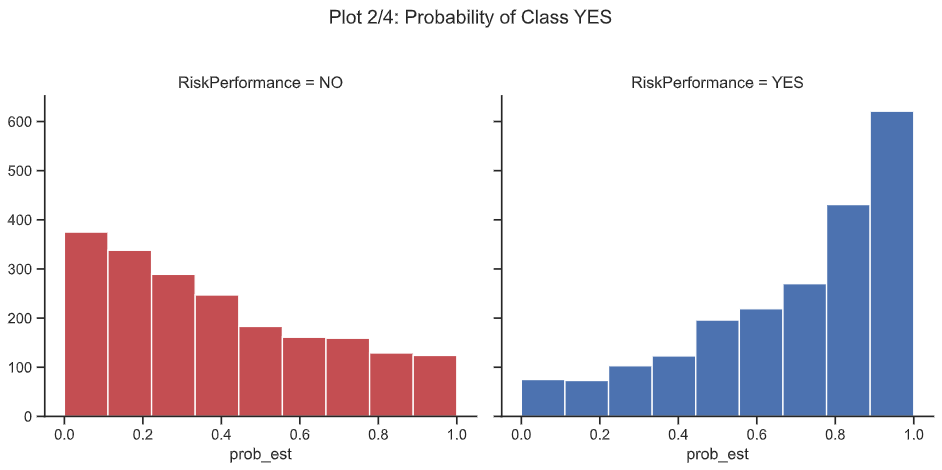 Plot 2/4: Probability of Class YES
RiskPerformance = NO
RiskPerformance = YES
600
500
400
300
200
100
0
0.0 0.2 0.4 0.6 0.8 1.0
0.0 0.2 0.4 0.6 0.8 1.0
prob_est
prob_est